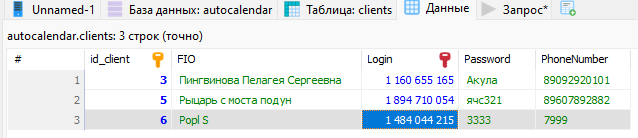 Unnamed-1 База данных: autocalendar Таблица: clients Данные Запрос*
autocalendar.clients: 3 строк (точно)
# id_client FIO Login Password PhoneNumber
1 3 Пингвинова Пелагея Сергеевна 1 160 655 165 Акула 89092920101
2 5 Рыцарь с моста подун 1 894 710 054 ячс321 89607892882
3 6 Popl S 1 484 044 215 3333 7999